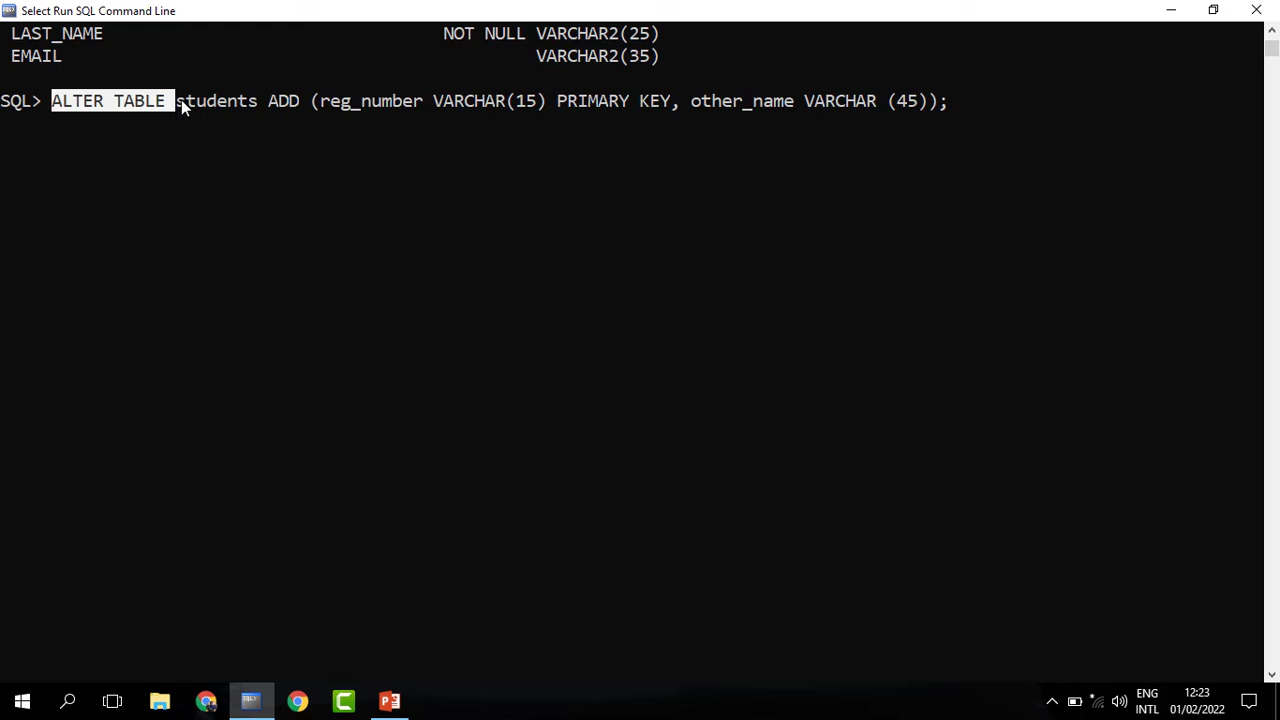 Select Run SQL Command Line
LAST_NAME NOT NULL VARCHAR2(25)
EMAIL VARCHAR2(35)
SQL> ALTER TABLE students ADD (reg_number VARCHAR(15) PRIMARY KEY, other_name VARCHAR (45));
ENG
INTL
12:23
01/02/2022